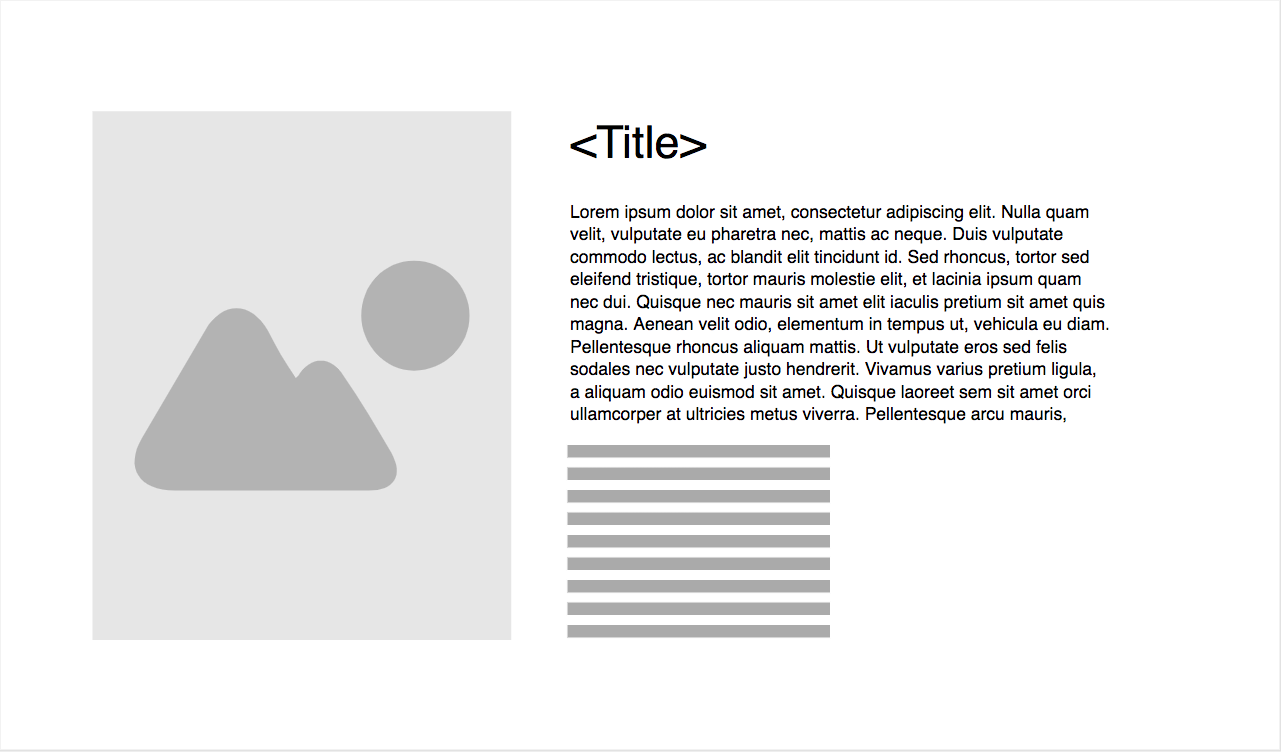 <Title>
Lorem ipsum dolor sit amet, consectetur adipiscing elit. Nulla quam
velit, vulputate eu pharetra nec, mattis ac neque. Duis vulputate
commodo lectus, ac blandit elit tincidunt id. Sed rhoncus, tortor sed
eleifend tristique, tortor mauris molestie elit, et lacinia ipsum quam
nec dui. Quisque nec mauris sit amet elit iaculis pretium sit amet quis
magna. Aenean velit odio, elementum in tempus ut, vehicula eu diam.
Pellentesque rhoncus aliquam mattis. Ut vulputate eros sed felis
sodales nec vulputate justo hendrerit. Vivamus varius pretium ligula,
a aliquam odio euismod sit amet. Quisque laoreet sem sit amet orci
ullamcorper at ultricies metus viverra. Pellentesque arcu mauris,